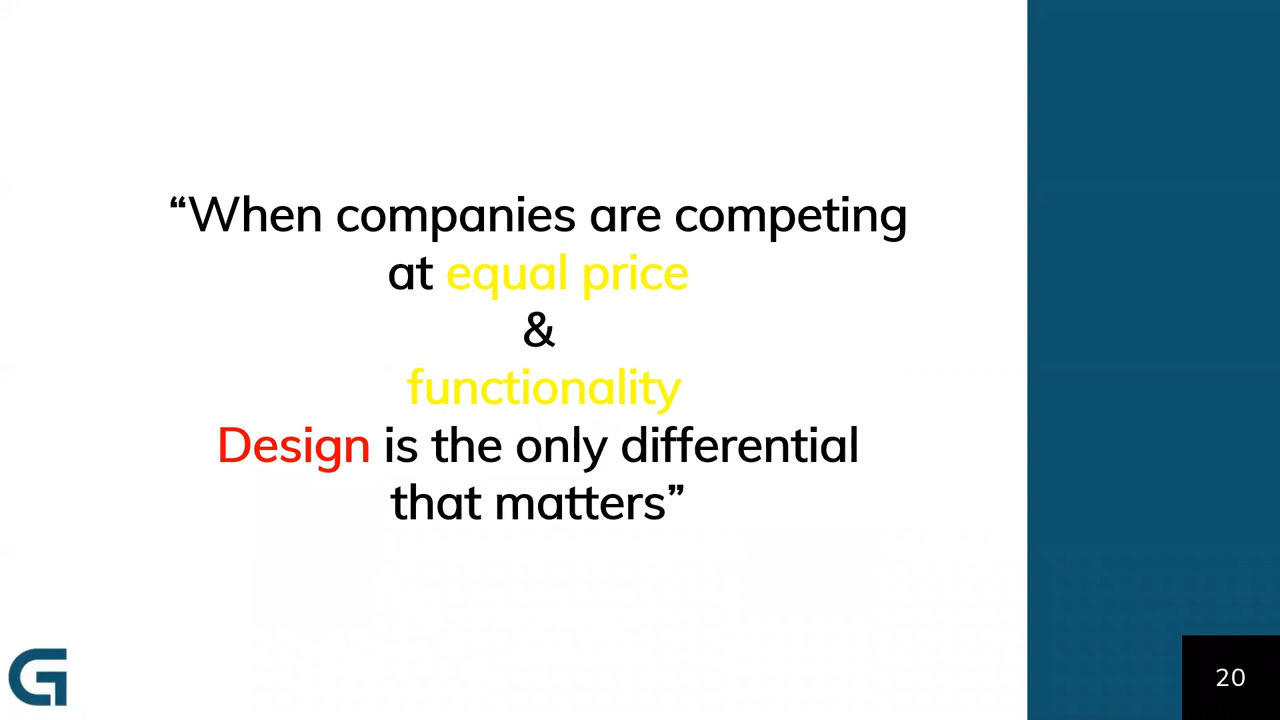 “When companies are competing
at equal price
&
functionality
Design is the only differential
that matters”
20